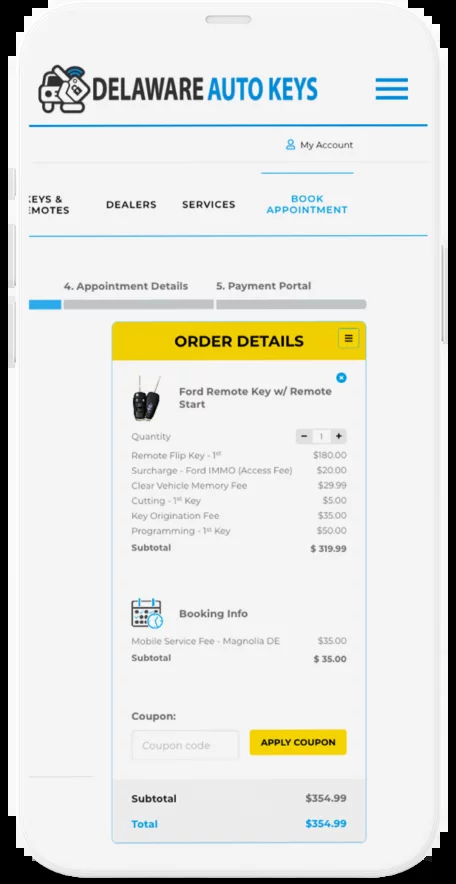 DELAWARE AUTO KEYS
My Account
KEYS &
EMOTES
DEALERS
SERVICES
BOOK
APPOINTMENT
4. Appointment Details
5. Payment Portal
ORDER DETAILS
Ford Remote Key w/ Remote
Start
Quantity - 1 +
Remote Flip Key - 1st $180.00
Surcharge - Ford IMMO (Access Fee) $20.00
Clear Vehicle Memory Fee $29.99
Cutting - 1st Key $5.00
Key Origination Fee $35.00
Programming - 1st Key $50.00
Subtotal $ 319.99
Booking Info
Mobile Service Fee - Magnolia DE $35.00
Subtotal $ 35.00
Coupon:
Coupon code
APPLY COUPON
Subtotal $354.99
Total $354.99